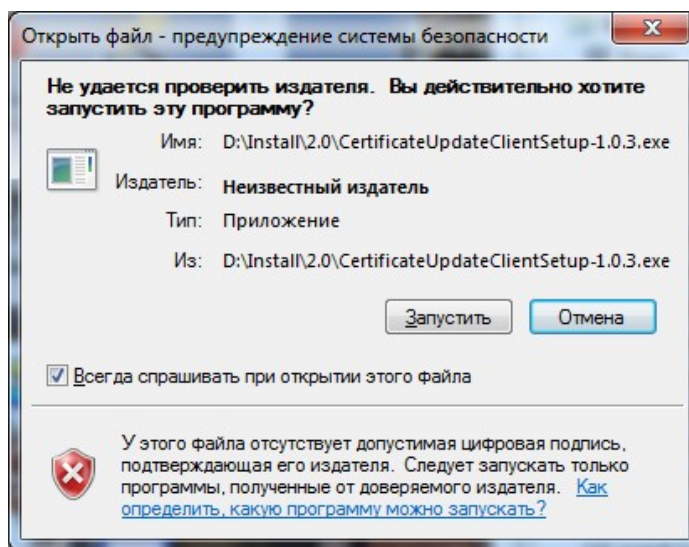 Открыть файл - предупреждение системы безопасности
Не удается проверить издателя. Вы действительно хотите
запустить эту программу?
Имя: D:\Install\2.0\CertificateUpdateClientSetup-1.0.3.exe
Издатель: Неизвестный издатель
Тип: Приложение
Из: D:\Install\2.0\CertificateUpdateClientSetup-1.0.3.exe
Запустить Отмена
Всегда спрашивать при открытии этого файла
У этого файла отсутствует допустимая цифровая подпись,
подтверждающая его издателя. Следует запускать только
программы, полученные от доверяемого издателя. Как
определить, какую программу можно запускать?